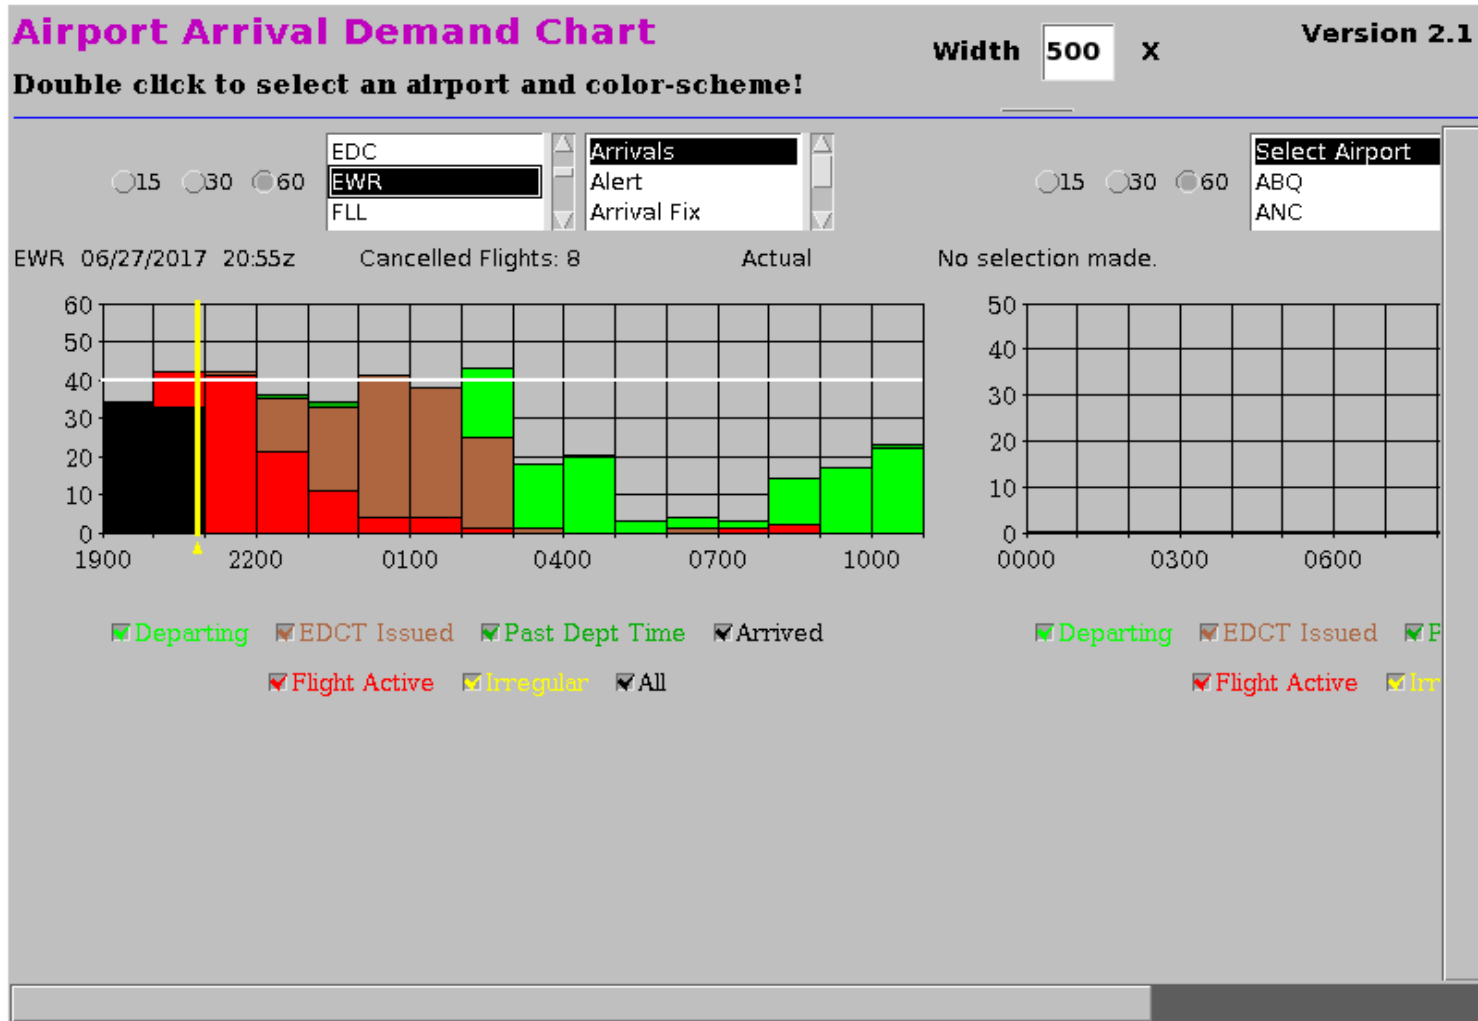 Airport Arrival Demand Chart
Width 500 X
Version 2.1
Double click to select an airport and color-scheme!
15 30 60
EDC
EWR
FLL
Arrivals
Alert
Arrival Fix
15 30 60
Select Airport
ABQ
ANC
EWR 06/27/2017 20:55z Cancelled Flights: 8 Actual
No selection made.
60
50
40
30
20
10
0
1900 2200 0100 0400 0700 1000
50
40
30
20
10
0
0000 0300 0600
Departing EDCT Issued Past Dept Time Arrived
Flight Active Irregular All
Departing EDCT Issued
Flight Active